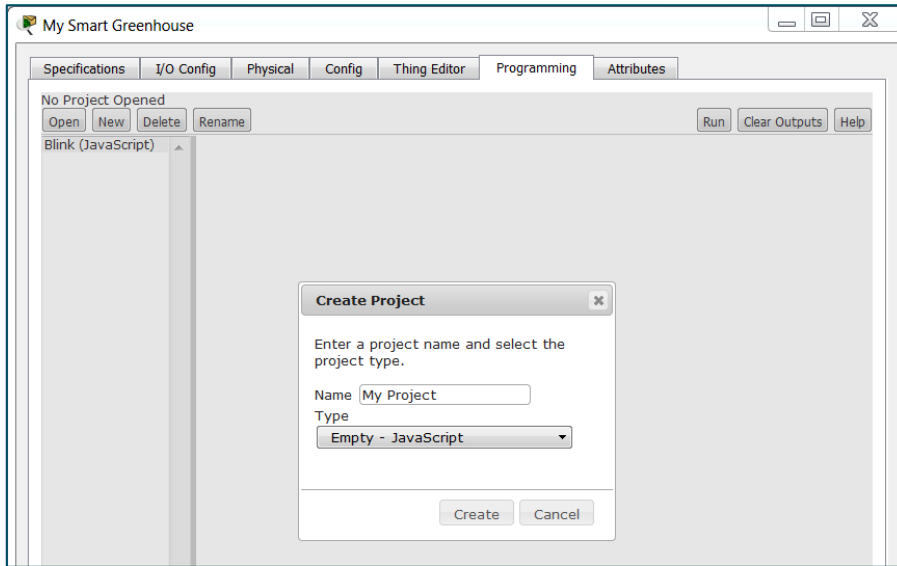 My Smart Greenhouse
Specifications I/O Config Physical Config Thing Editor Programming Attributes
No Project Opened
Open New Delete Rename Run Clear Outputs Help
Blink (JavaScript)
Create Project
Enter a project name and select the
project type.
Name My Project
Type
Empty - JavaScript
Create Cancel